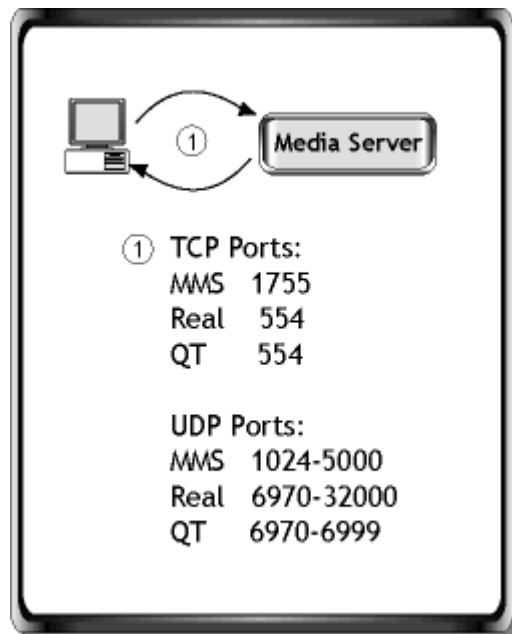 1
Media Server
1 TCP Ports:
MMS 1755
Real 554
QT 554
UDP Ports:
MMS 1024-5000
Real 6970-32000
QT 6970-6999